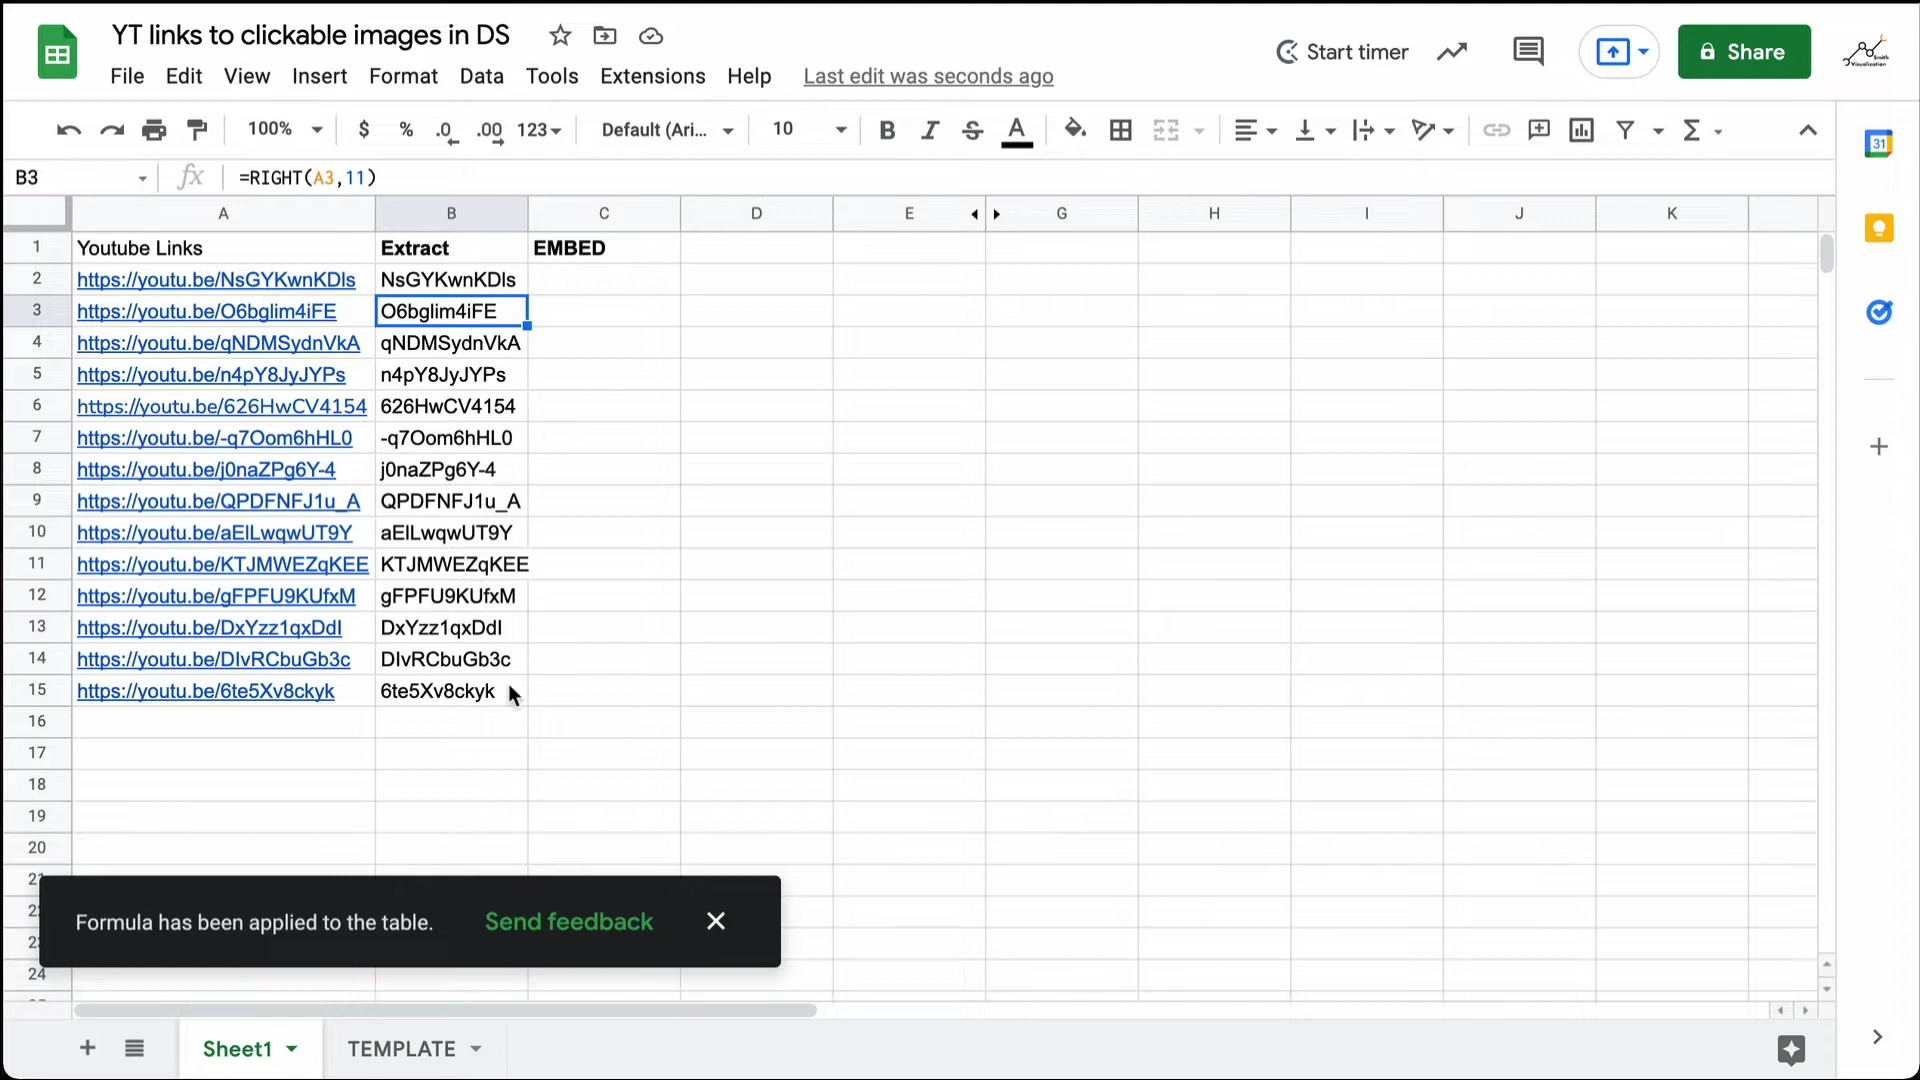 YT links to clickable images in DS
Start timer
Share
File Edit View Insert Format Data Tools Extensions Help Last edit was seconds ago
100% $ % .0 .00 123 Default (Ari... 10 B I S A
31
B3 fx =RIGHT(A3,11)
A B C D E G H I J K
1 Youtube Links Extract EMBED
2 https://youtu.be/NsGYKwnKDls NsGYKwnKDls
3 https://youtu.be/O6bglim4iFE O6bglim4iFE
4 https://youtu.be/qNDMSydnVkA qNDMSydnVkA
5 https://youtu.be/n4pY8JyJYPs n4pY8JyJYPs
6 https://youtu.be/626HwCV4154 626HwCV4154
7 https://youtu.be/-q7Oom6hHL0 -q7Oom6hHL0
8 https://youtu.be/j0naZPg6Y-4 j0naZPg6Y-4
9 https://youtu.be/QPDFNFJ1u_A QPDFNFJ1u_A
10 https://youtu.be/aElLwqwUT9Y aElLwqwUT9Y
11 https://youtu.be/KTJMWEZqKEE KTJMWEZqKEE
12 https://youtu.be/gFPFU9KUfxM gFPFU9KUfxM
13 https://youtu.be/DxYzz1qxDdI DxYzz1qxDdI
14 https://youtu.be/DIvRCbuGb3c DIvRCbuGb3c
15 https://youtu.be/6te5Xv8ckyk 6te5Xv8ckyk
16
17
18
19
20
21
Formula has been applied to the table. Send feedback
24
Sheet1 TEMPLATE